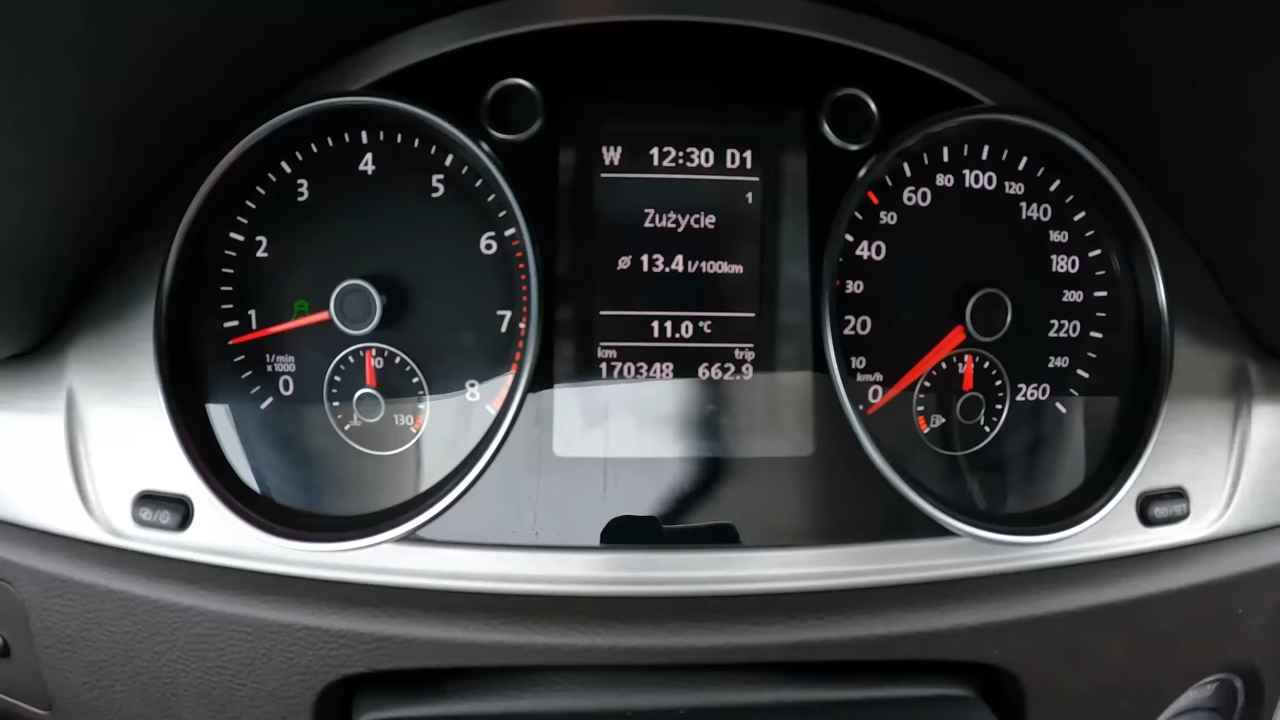 W 12:30 D1
1
Zużycie
ø 13.4 l/100km
11.0 °C
km trip
170348 662.9
0 1 2 3 4 5 6 7 8
1/min
x1000
90
130
0 10 20 30 40 50 60 80 100 120 140 160 180 200 220 240 260
km/h